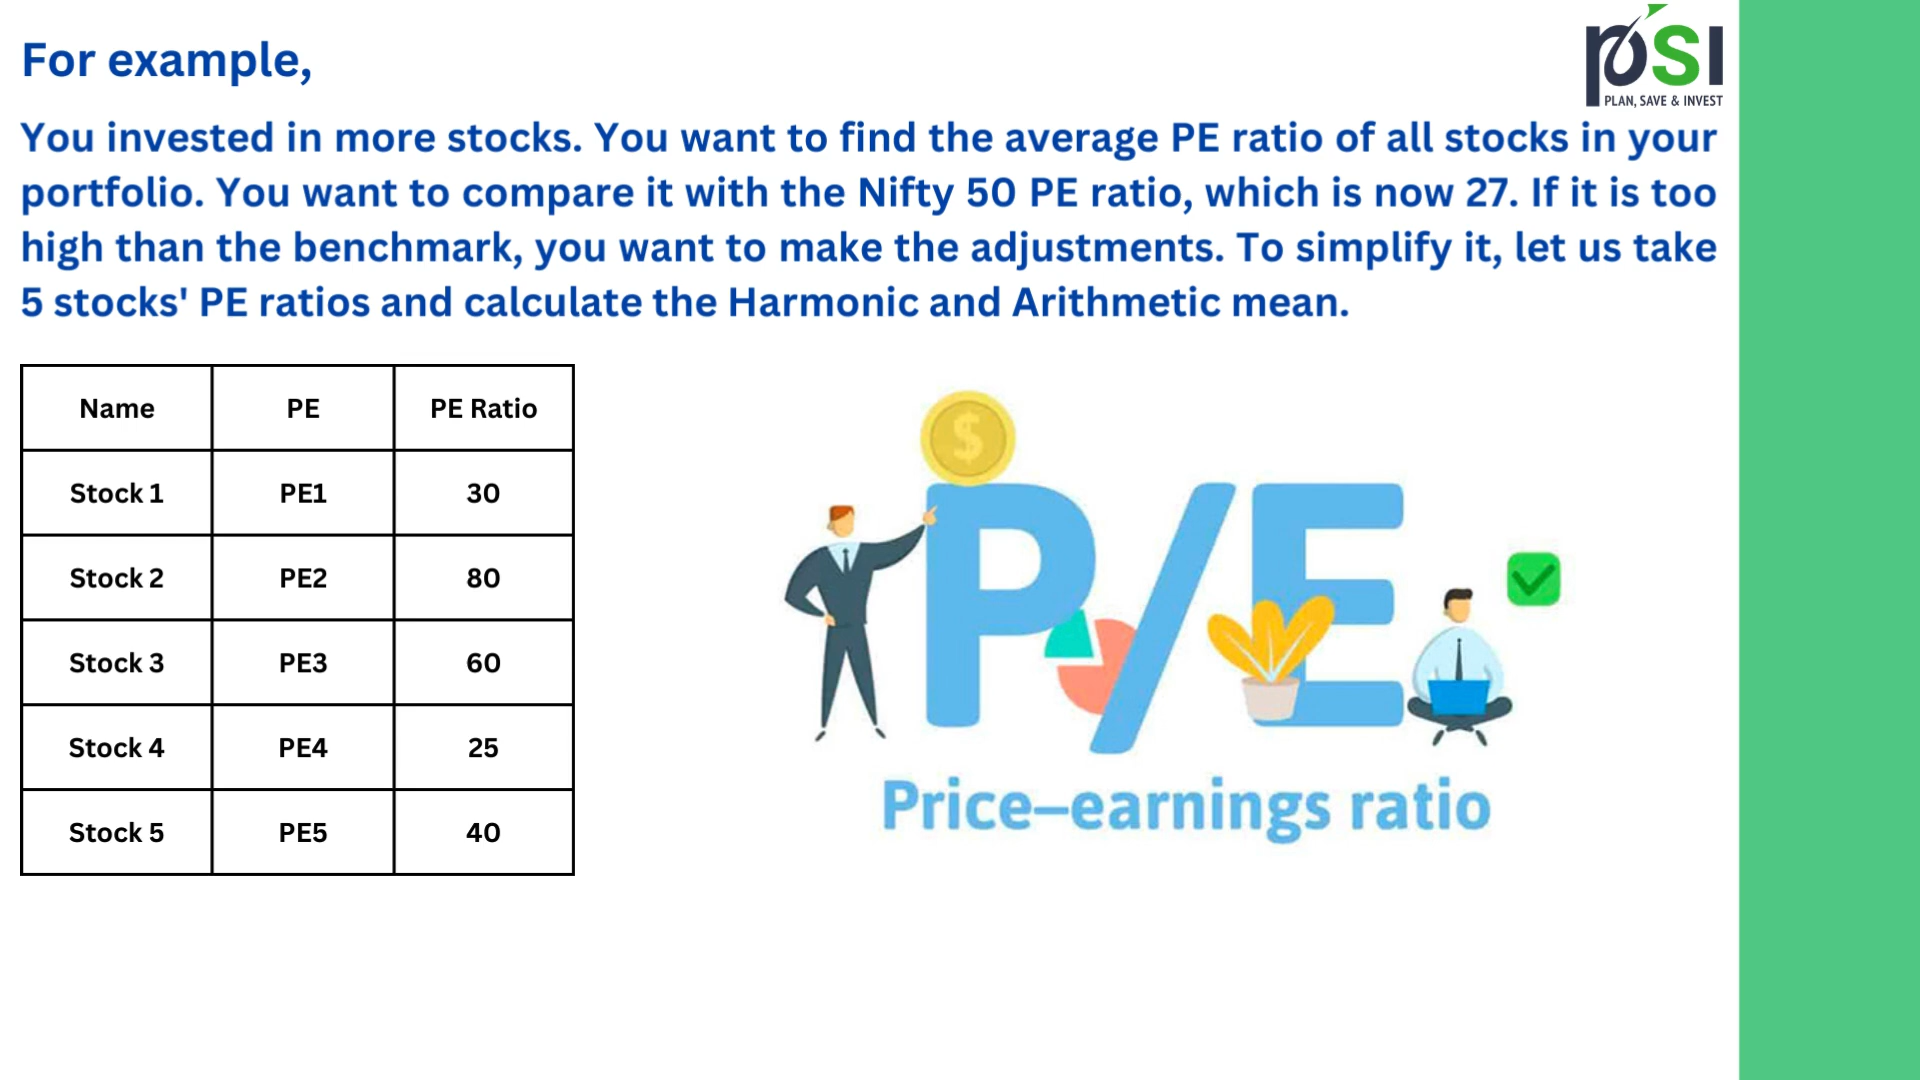 For example,
pSI
PLAN, SAVE & INVEST
You invested in more stocks. You want to find the average PE ratio of all stocks in your
portfolio. You want to compare it with the Nifty 50 PE ratio, which is now 27. If it is too
high than the benchmark, you want to make the adjustments. To simplify it, let us take
5 stocks' PE ratios and calculate the Harmonic and Arithmetic mean.
Name PE PE Ratio
Stock 1 PE1 30
Stock 2 PE2 80
Stock 3 PE3 60
Stock 4 PE4 25
Stock 5 PE5 40
$
P/E
Price–earnings ratio